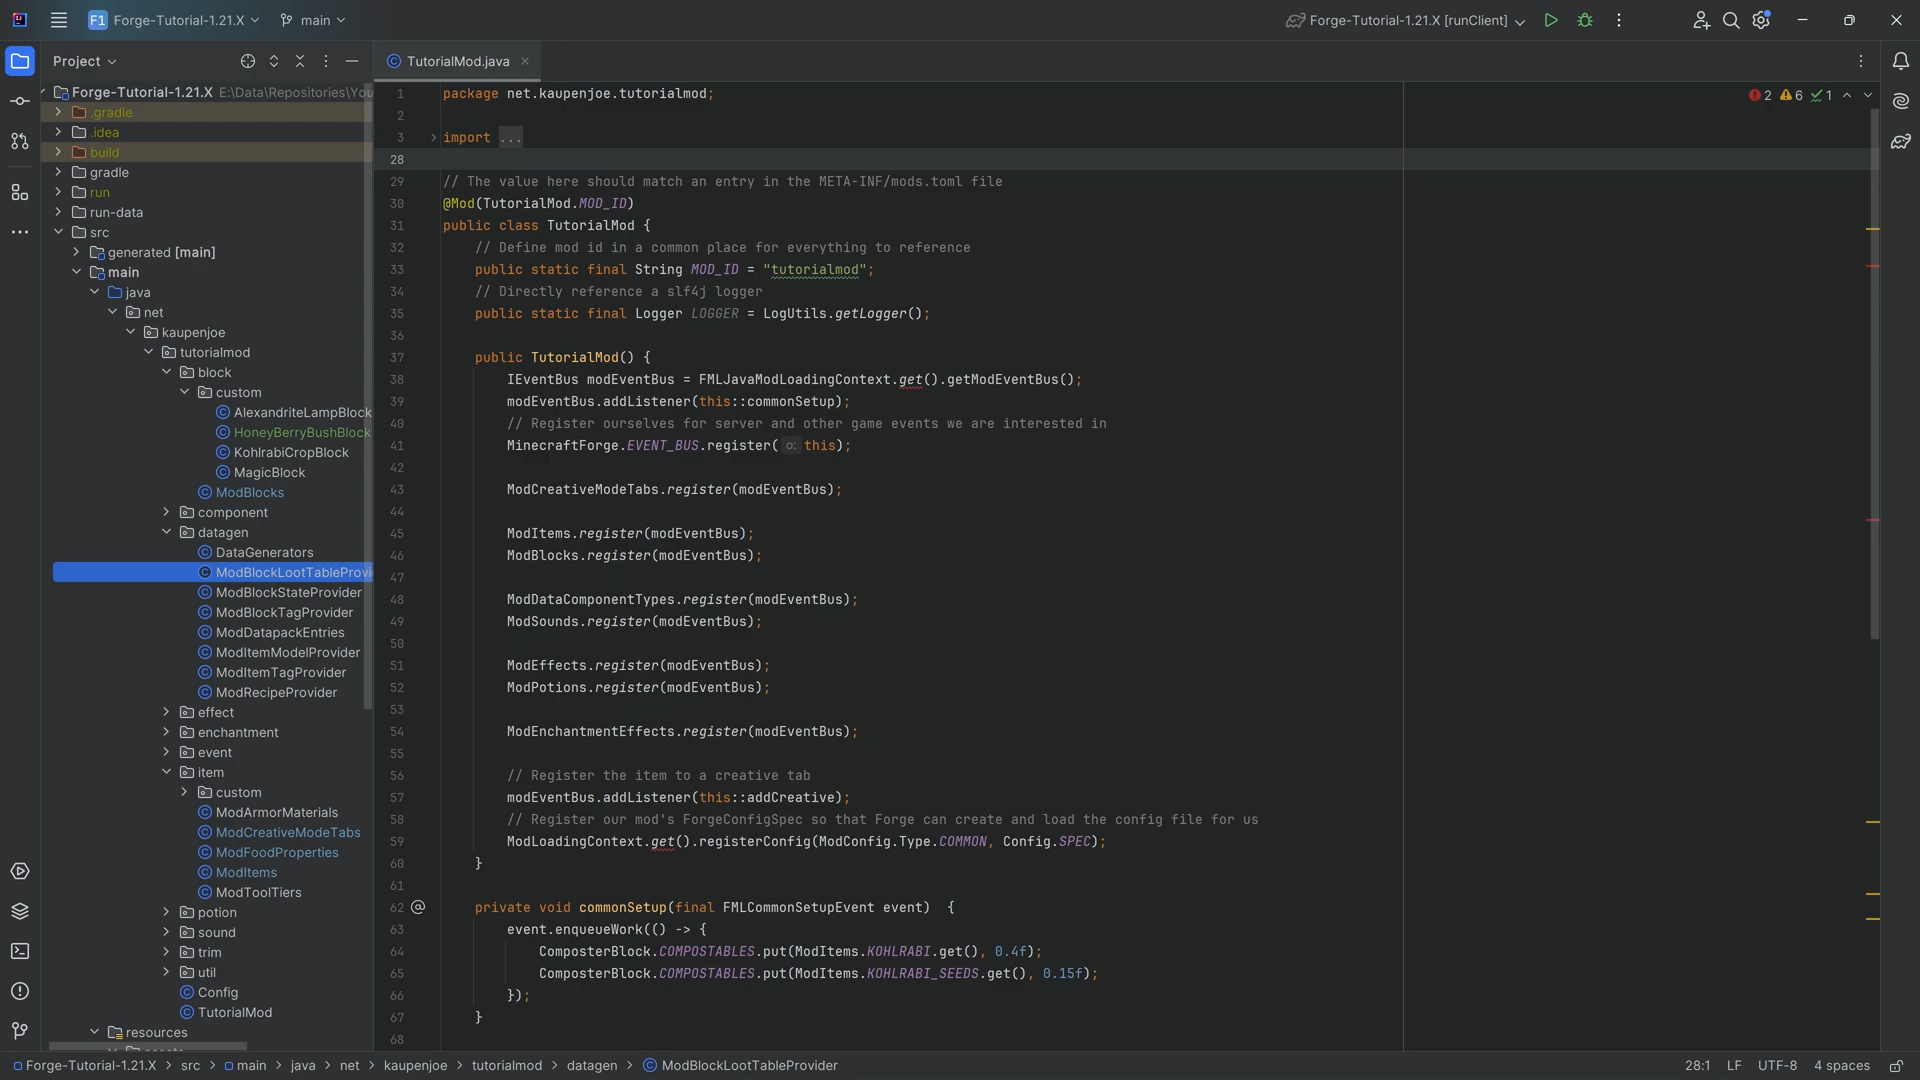 F1 Forge-Tutorial-1.21.X main Forge-Tutorial-1.21.X [runClient]
Project
TutorialMod.java
Forge-Tutorial-1.21.X E:\Data\Repositories\You
.gradle
.idea
build
gradle
run
run-data
src
generated [main]
main
java
net
kaupenjoe
tutorialmod
block
custom
AlexandriteLampBlock
HoneyBerryBushBlock
KohlrabiCropBlock
MagicBlock
ModBlocks
component
datagen
DataGenerators
ModBlockLootTableProvi
ModBlockStateProvider
ModBlockTagProvider
ModDatapackEntries
ModItemModelProvider
ModItemTagProvider
ModRecipeProvider
effect
enchantment
event
item
custom
ModArmorMaterials
ModCreativeModeTabs
ModFoodProperties
ModItems
ModToolTiers
potion
sound
trim
util
Config
TutorialMod
resources
2 6 1
1 package net.kaupenjoe.tutorialmod;
2
3 import ...
28
29 // The value here should match an entry in the META-INF/mods.toml file
30 @Mod(TutorialMod.MOD_ID)
31 public class TutorialMod {
32 // Define mod id in a common place for everything to reference
33 public static final String MOD_ID = "tutorialmod";
34 // Directly reference a slf4j logger
35 public static final Logger LOGGER = LogUtils.getLogger();
36
37 public TutorialMod() {
38 IEventBus modEventBus = FMLJavaModLoadingContext.get().getModEventBus();
39 modEventBus.addListener(this::commonSetup);
40 // Register ourselves for server and other game events we are interested in
41 MinecraftForge.EVENT_BUS.register( o: this);
42
43 ModCreativeModeTabs.register(modEventBus);
44
45 ModItems.register(modEventBus);
46 ModBlocks.register(modEventBus);
47
48 ModDataComponentTypes.register(modEventBus);
49 ModSounds.register(modEventBus);
50
51 ModEffects.register(modEventBus);
52 ModPotions.register(modEventBus);
53
54 ModEnchantmentEffects.register(modEventBus);
55
56 // Register the item to a creative tab
57 modEventBus.addListener(this::addCreative);
58 // Register our mod's ForgeConfigSpec so that Forge can create and load the config file for us
59 ModLoadingContext.get().registerConfig(ModConfig.Type.COMMON, Config.SPEC);
60 }
61
62 @ private void commonSetup(final FMLCommonSetupEvent event) {
63 event.enqueueWork(() -> {
64 ComposterBlock.COMPOSTABLES.put(ModItems.KOHLRABI.get(), 0.4f);
65 ComposterBlock.COMPOSTABLES.put(ModItems.KOHLRABI_SEEDS.get(), 0.15f);
66 });
67 }
68
Forge-Tutorial-1.21.X > src > main > java > net > kaupenjoe > tutorialmod > datagen > ModBlockLootTableProvider 28:1 LF UTF-8 4 spaces